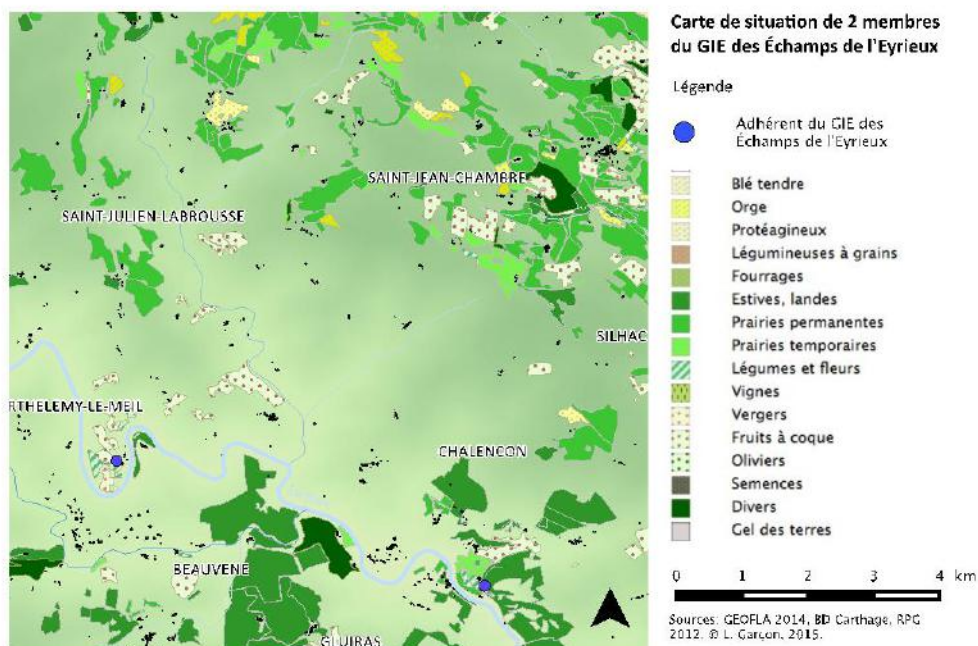 Carte de situation de 2 membres
du GIE des Échamps de l'Eyrieux
Légende
Adhérent du GIE des
Échamps de l'Eyrieux
Blé tendre
Orge
Protéagineux
Légumineuses à grains
Fourrages
Estives, landes
Prairies permanentes
Prairies temporaires
Légumes et fleurs
Vignes
Vergers
Fruits à coque
Oliviers
Semences
Divers
Gel des terres
0 1 2 3 4 km
Sources: GEOFLA 2014, BD Carthage, RPG
2012. © L. Garçon, 2015.
SAINT-JEAN-CHAMBRE
SAINT-JULIEN-LABROUSSE
SILHAC
RTHELEMY-LE-MEIL
CHALENCON
BEAUVENE
GLUIRAS